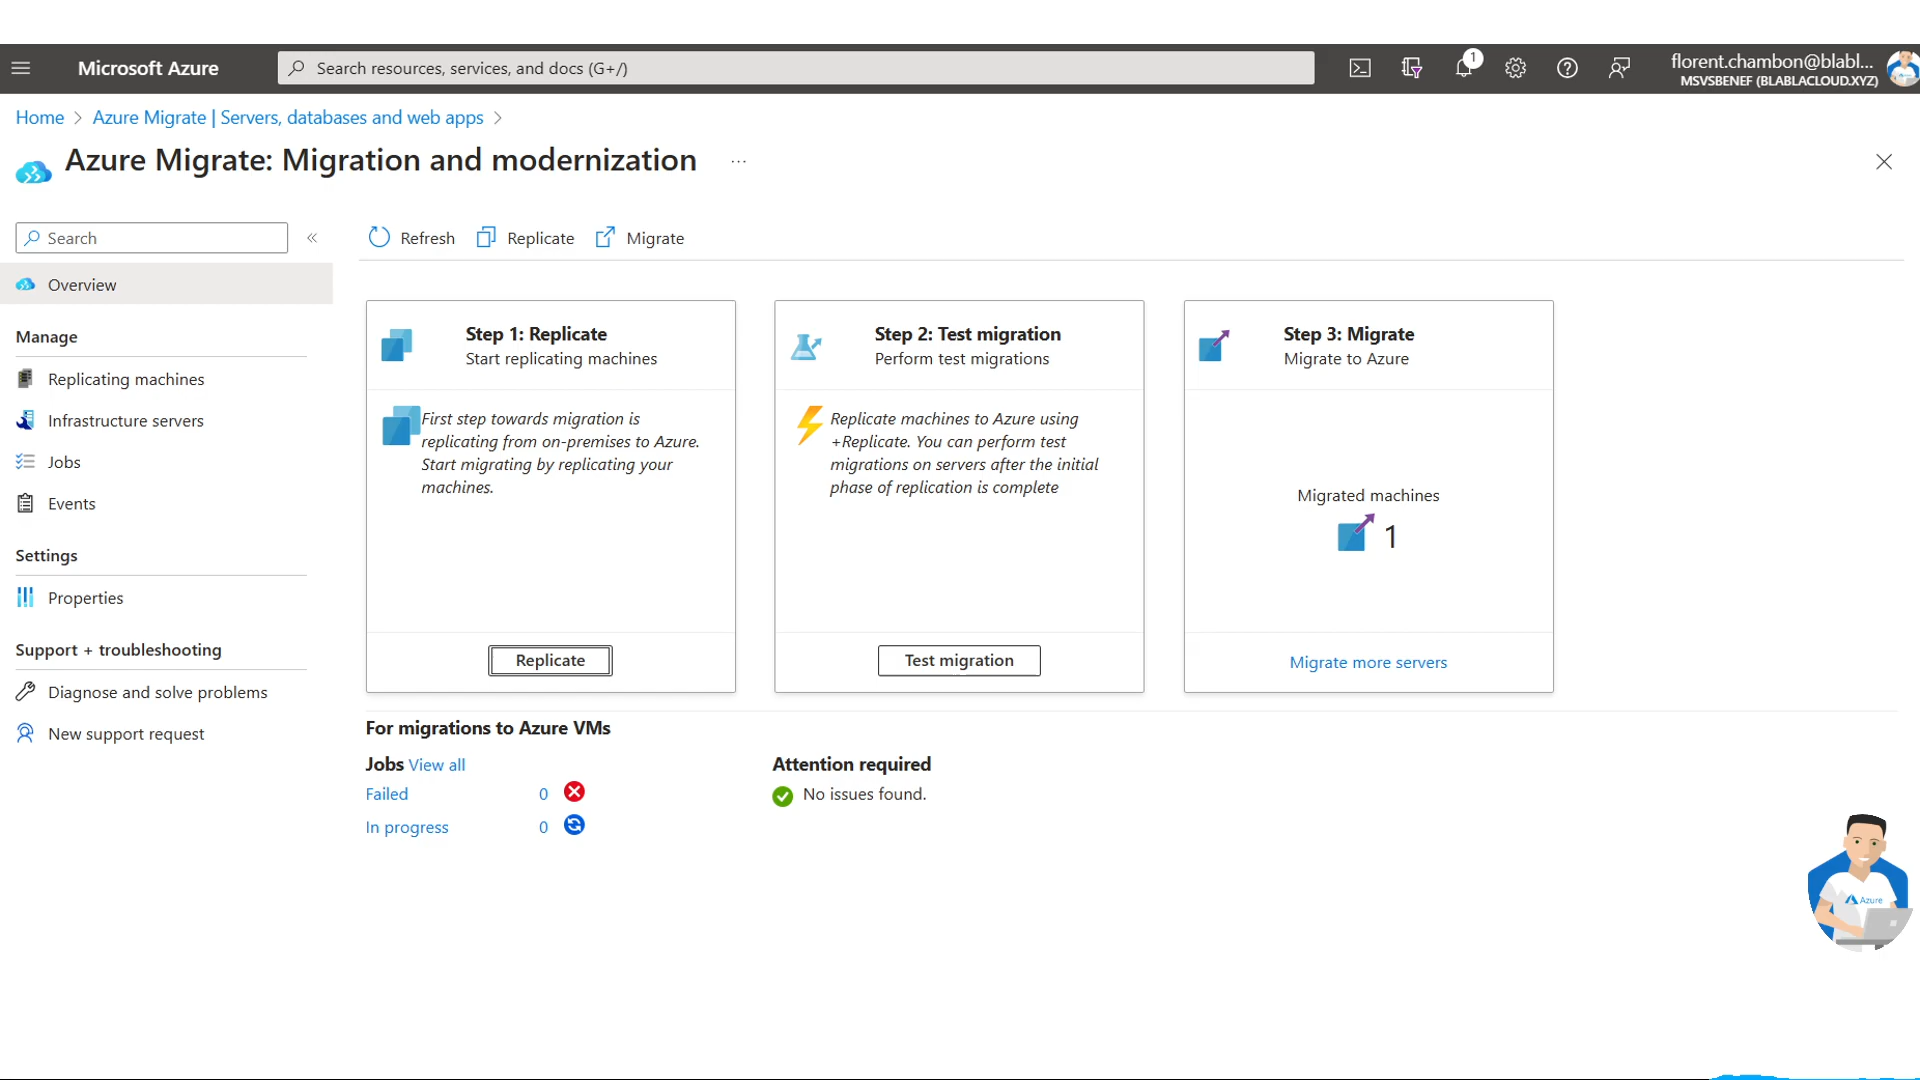 Microsoft Azure
Search resources, services, and docs (G+/)
1
florent.chambon@blabl...
MSVSBENEF (BLABLACLOUD.XYZ)
Home > Azure Migrate | Servers, databases and web apps >
Azure Migrate: Migration and modernization ...
Search
«
Refresh
Replicate
Migrate
Overview
Manage
Replicating machines
Infrastructure servers
Jobs
Events
Settings
Properties
Support + troubleshooting
Diagnose and solve problems
New support request
Step 1: Replicate
Start replicating machines
First step towards migration is
replicating from on-premises to Azure.
Start migrating by replicating your
machines.
Replicate
Step 2: Test migration
Perform test migrations
Replicate machines to Azure using
+Replicate. You can perform test
migrations on servers after the initial
phase of replication is complete
Test migration
Step 3: Migrate
Migrate to Azure
Migrated machines
1
Migrate more servers
For migrations to Azure VMs
Jobs View all
Failed 0
In progress 0
Attention required
No issues found.
Azure